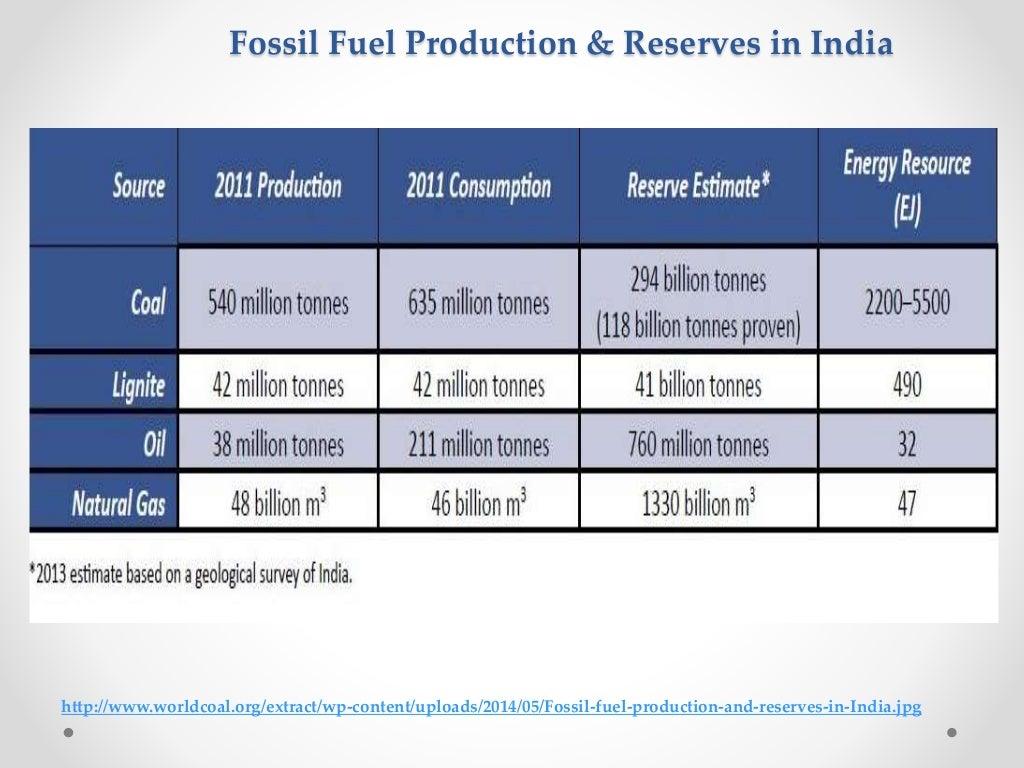 Fossil Fuel Production & Reserves in India
Source 2011 Production 2011 Consumption Reserve Estimate* Energy Resource (EJ)
Coal 540 million tonnes 635 million tonnes 294 billion tonnes (118 billion tonnes proven) 2200–5500
Lignite 42 million tonnes 42 million tonnes 41 billion tonnes 490
Oil 38 million tonnes 211 million tonnes 760 million tonnes 32
Natural Gas 48 billion m³ 46 billion m³ 1330 billion m³ 47
*2013 estimate based on a geological survey of India.
http://www.worldcoal.org/extract/wp-content/uploads/2014/05/Fossil-fuel-production-and-reserves-in-India.jpg